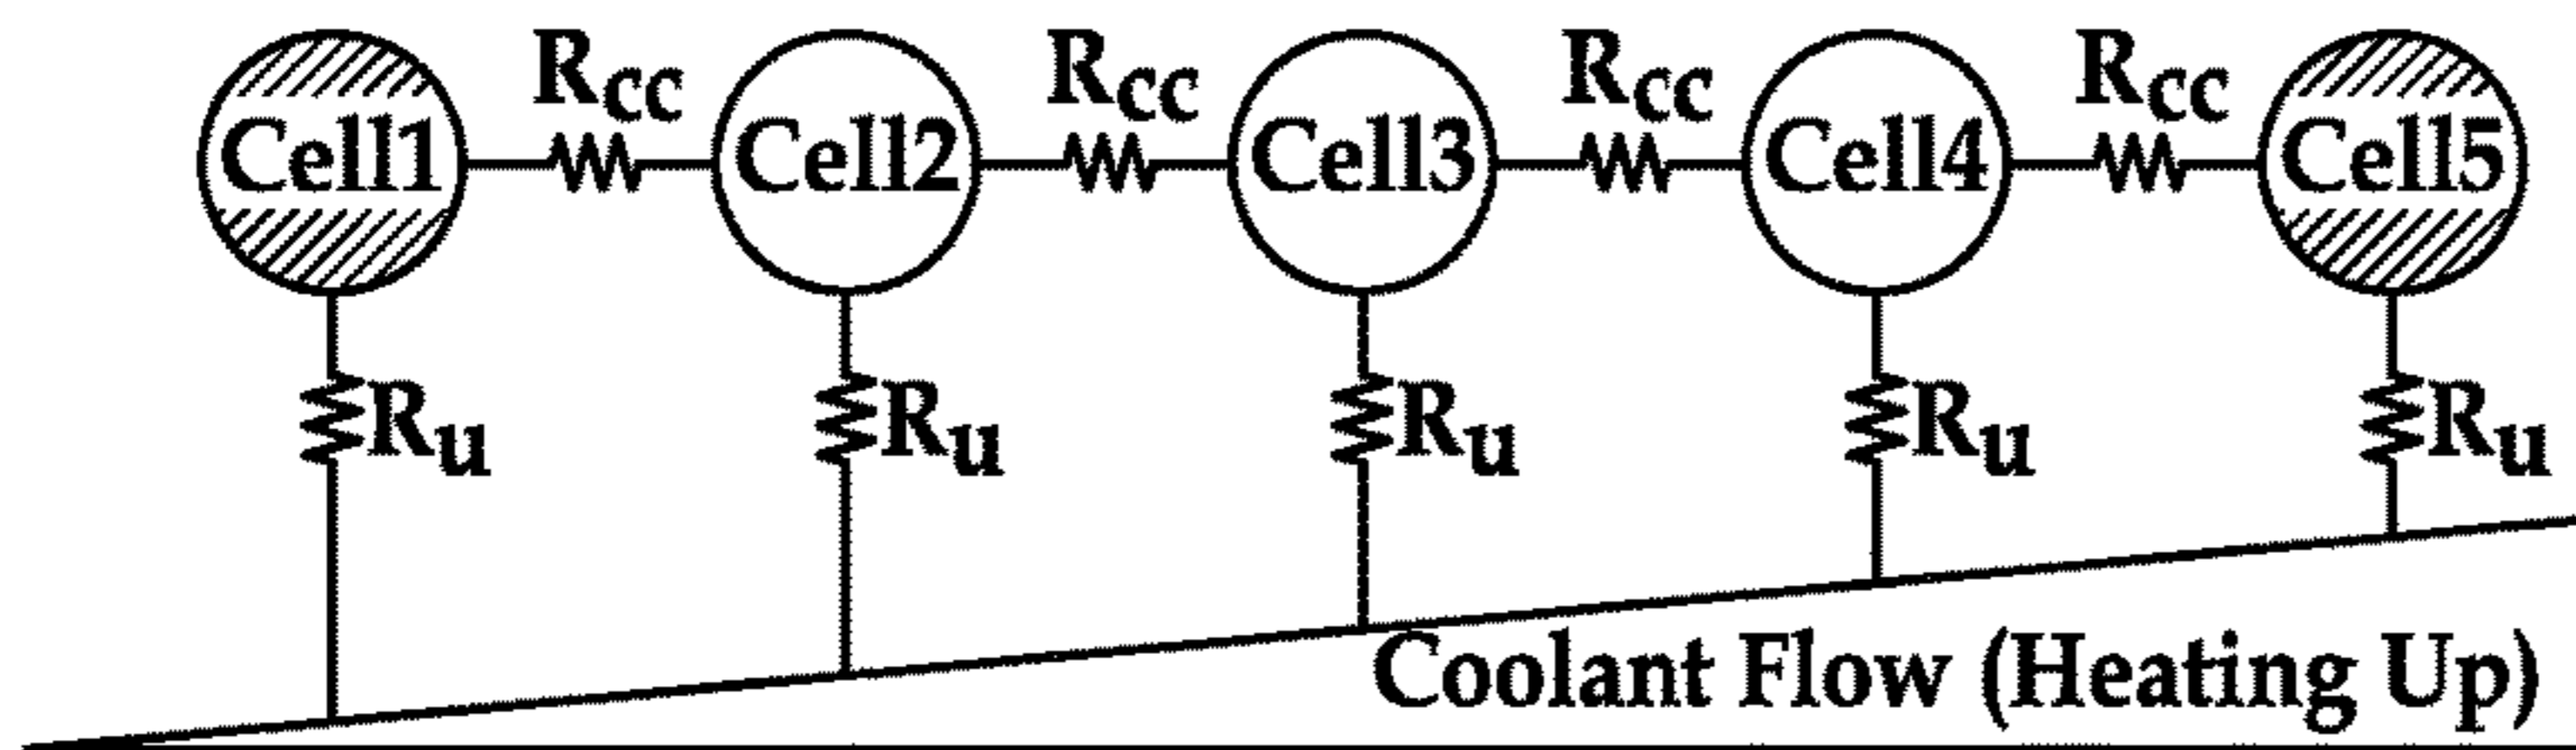 Rcc Rcc Rcc Rcc
Cell1 Cell2 Cell3 Cell4 Cell5
Ru Ru Ru Ru Ru
Coolant Flow (Heating Up)